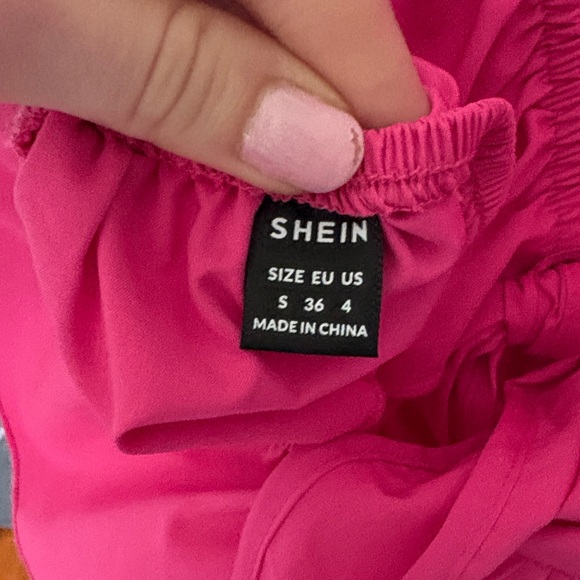 SHEIN
SIZE EU US
S 36 4
MADE IN CHINA